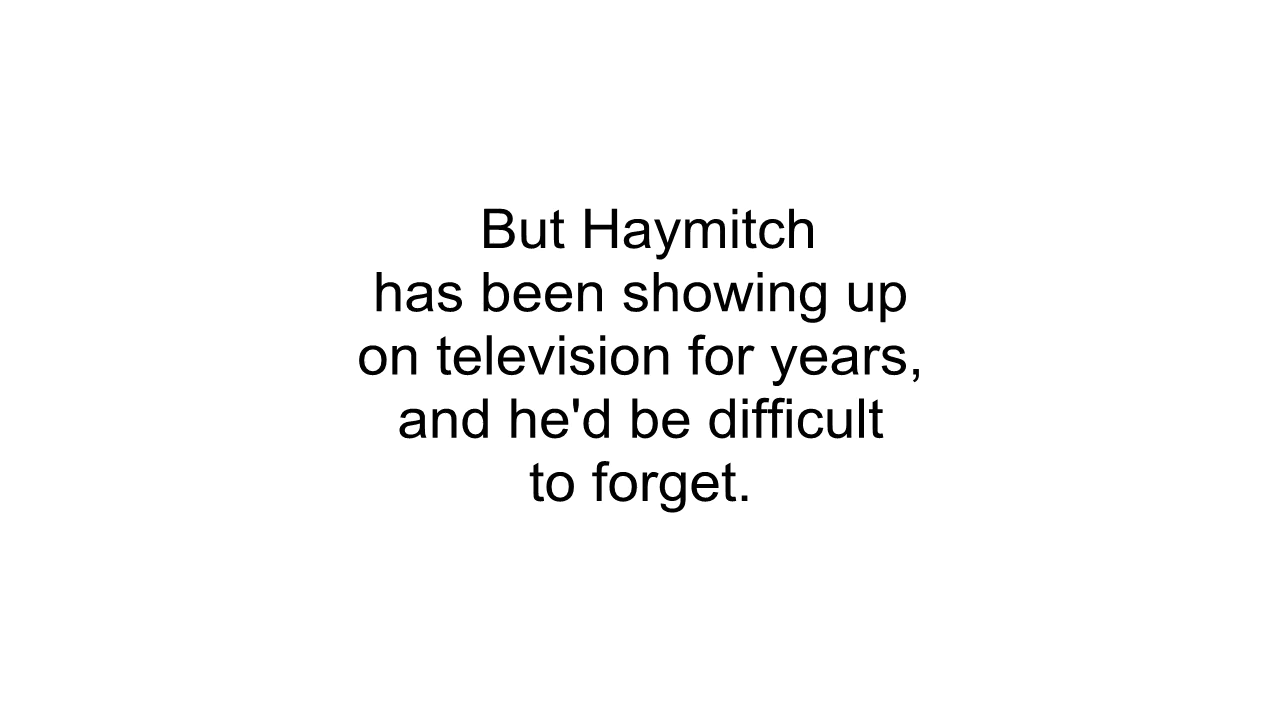 But Haymitch
has been showing up
on television for years,
and he'd be difficult
to forget.